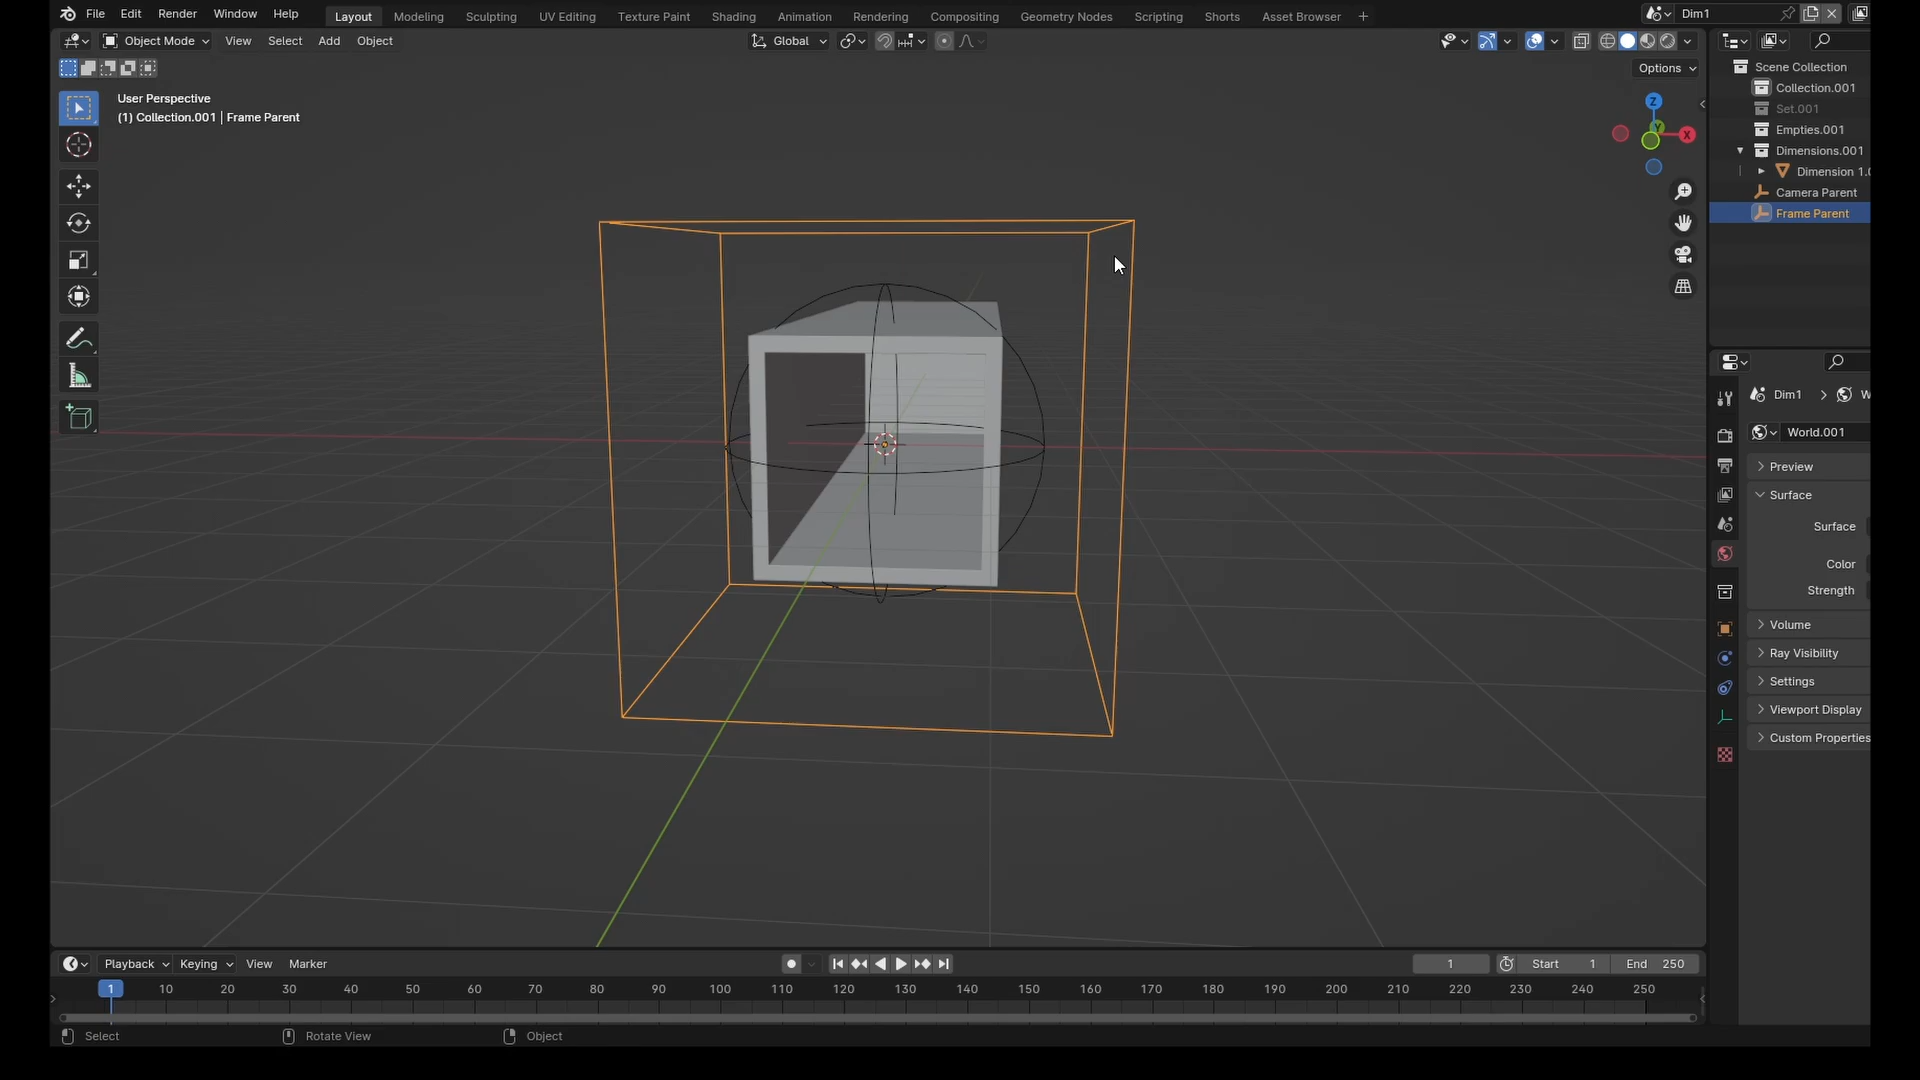 File Edit Render Window Help Layout Modeling Sculpting UV Editing Texture Paint Shading Animation Rendering Compositing Geometry Nodes Scripting Shorts Asset Browser + Dim1
Object Mode View Select Add Object Global
Options
User Perspective
(1) Collection.001 | Frame Parent
Z
Y
X
Scene Collection
Collection.001
Set.001
Empties.001
Dimensions.001
Dimension 1.0
Camera Parent
Frame Parent
Dim1 > W
World.001
Preview
Surface
Surface
Color
Strength
Volume
Ray Visibility
Settings
Viewport Display
Custom Properties
Playback Keying View Marker 1 Start 1 End 250
1 10 20 30 40 50 60 70 80 90 100 110 120 130 140 150 160 170 180 190 200 210 220 230 240 250
Select Rotate View Object